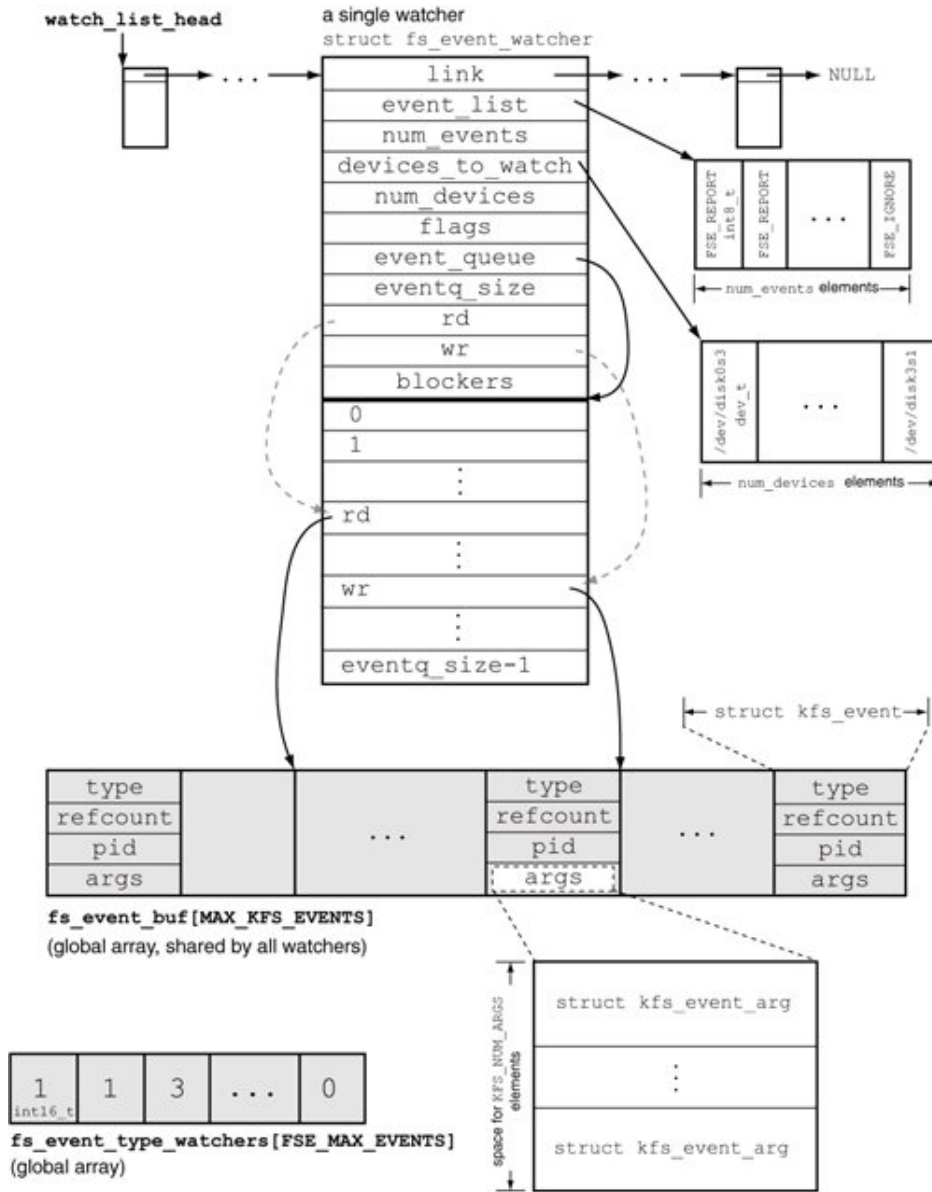 watch_list_head
a single watcher
struct fs_event_watcher
...
link
...
NULL
event_list
num_events
devices_to_watch
num_devices
flags
event_queue
eventq_size
rd
wr
blockers
0
1
...
rd
...
wr
...
eventq_size-1
FSE_REPORT
int8_t
FSE_REPORT
...
FSE_IGNORE
num_events elements
/dev/disk0s3
dev_t
...
/dev/disk3s1
num_devices elements
struct kfs_event
type
refcount
pid
args
...
type
refcount
pid
args
...
type
refcount
pid
args
fs_event_buf[MAX_KFS_EVENTS]
(global array, shared by all watchers)
space for KFS_NUM_ARGS
elements
struct kfs_event_arg
...
struct kfs_event_arg
1
int16_t
1
3
...
0
fs_event_type_watchers[FSE_MAX_EVENTS]
(global array)